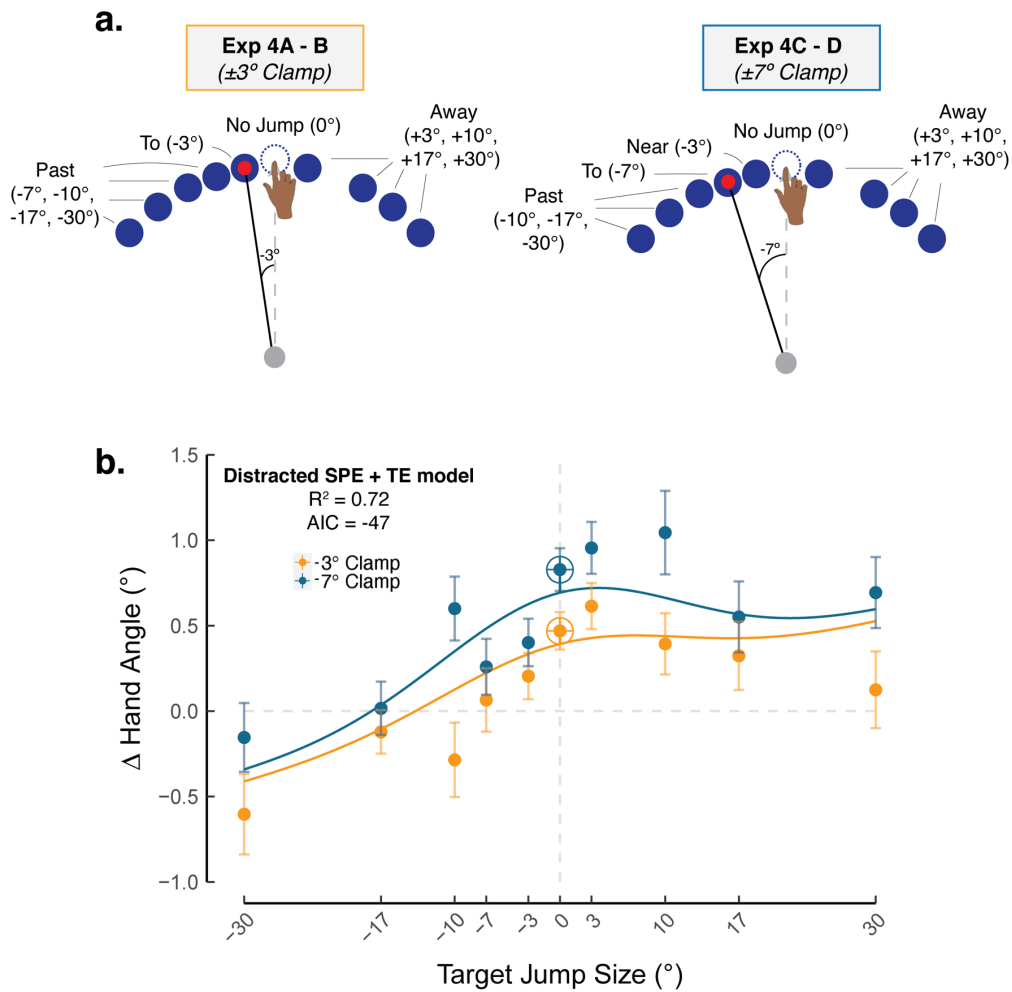 a.
Exp 4A - B
(±3º Clamp)
No Jump (0°)
To (-3°)
Past
(-7°, -10°,
-17°, -30°)
Away
(+3°, +10°,
+17°, +30°)
-3°
Exp 4C - D
(±7º Clamp)
No Jump (0°)
Near (-3°)
To (-7°)
Past
(-10°, -17°,
-30°)
Away
(+3°, +10°,
+17°, +30°)
-7°
b.
Distracted SPE + TE model
R² = 0.72
AIC = -47
-3° Clamp
-7° Clamp
Δ Hand Angle (°)
1.5
1.0
0.5
0.0
−0.5
−1.0
−30
−17
−10
−7
−3
0
3
10
17
30
Target Jump Size (°)